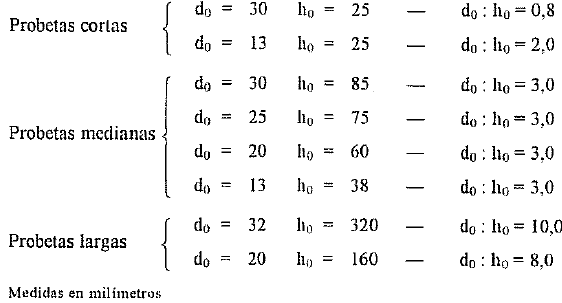 Probetas cortas
d₀ = 30 h₀ = 25 — d₀ : h₀ = 0,8
d₀ = 13 h₀ = 25 — d₀ : h₀ = 2,0
Probetas medianas
d₀ = 30 h₀ = 85 — d₀ : h₀ = 3,0
d₀ = 25 h₀ = 75 — d₀ : h₀ = 3,0
d₀ = 20 h₀ = 60 — d₀ : h₀ = 3,0
d₀ = 13 h₀ = 38 — d₀ : h₀ = 3,0
Probetas largas
d₀ = 32 h₀ = 320 — d₀ : h₀ = 10,0
d₀ = 20 h₀ = 160 — d₀ : h₀ = 8,0
Medidas en milímetros